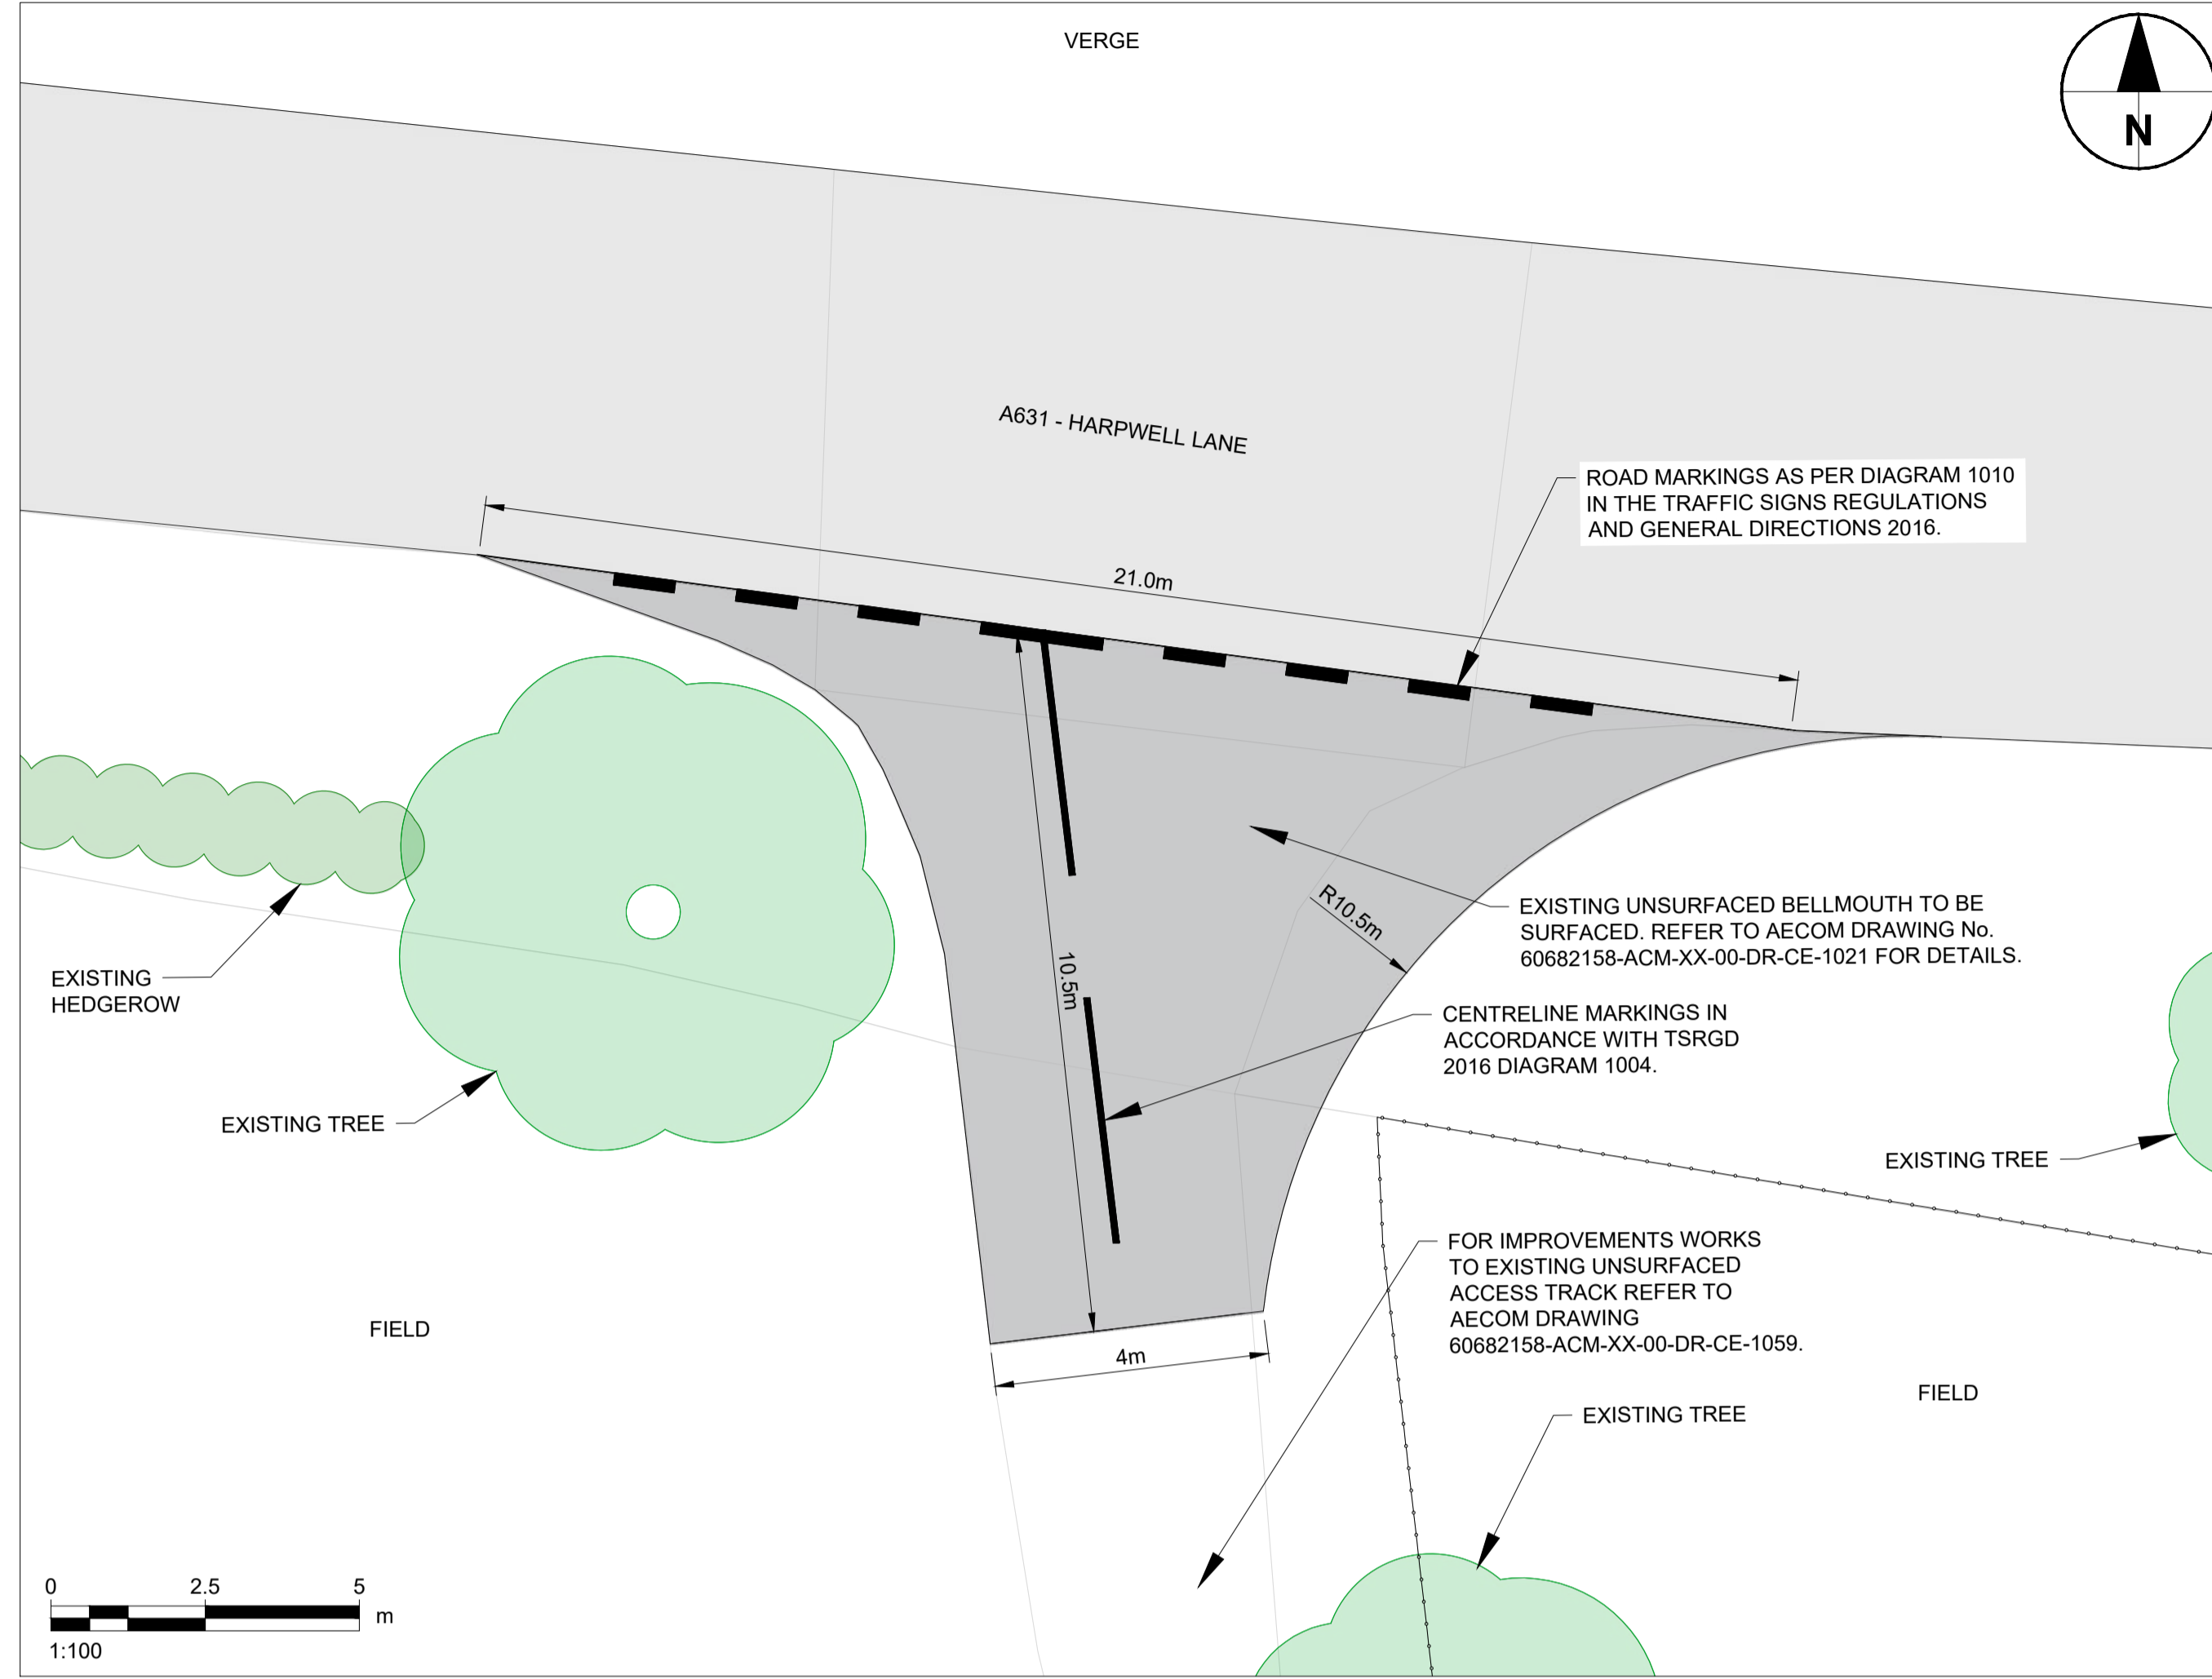 VERGE
N
A631 - HARPWELL LANE
ROAD MARKINGS AS PER DIAGRAM 1010
IN THE TRAFFIC SIGNS REGULATIONS
AND GENERAL DIRECTIONS 2016.
21.0m
R10.5m
EXISTING UNSURFACED BELLMOUTH TO BE
SURFACED. REFER TO AECOM DRAWING No.
60682158-ACM-XX-00-DR-CE-1021 FOR DETAILS.
10.5m
EXISTING
HEDGEROW
CENTRELINE MARKINGS IN
ACCORDANCE WITH TSRGD
2016 DIAGRAM 1004.
EXISTING TREE
EXISTING TREE
FOR IMPROVEMENTS WORKS
TO EXISTING UNSURFACED
ACCESS TRACK REFER TO
AECOM DRAWING
60682158-ACM-XX-00-DR-CE-1059.
FIELD
4m
FIELD
EXISTING TREE
0 2.5 5
m
1:100